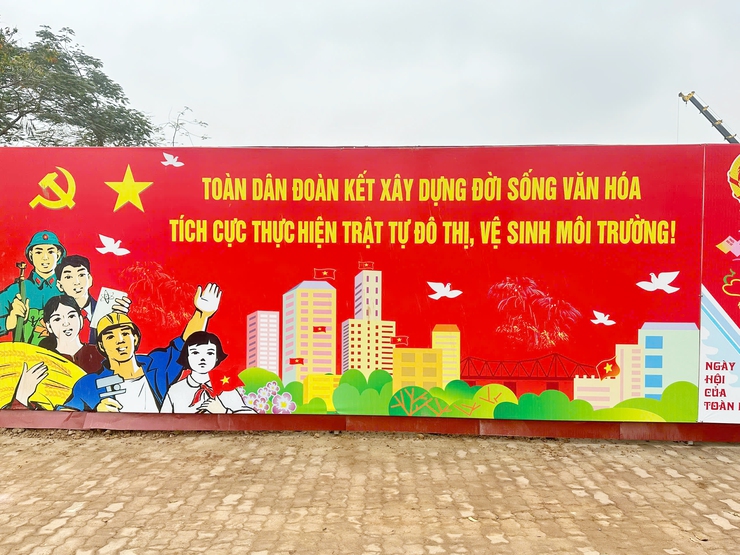 TOÀN DÂN ĐOÀN KẾT XÂY DỰNG ĐỜI SỐNG VĂN HÓA
TÍCH CỰC THỰC HIỆN TRẬT TỰ ĐÔ THỊ, VỆ SINH MÔI TRƯỜNG!
NGÀY
HỘI
CỦA
TOÀN